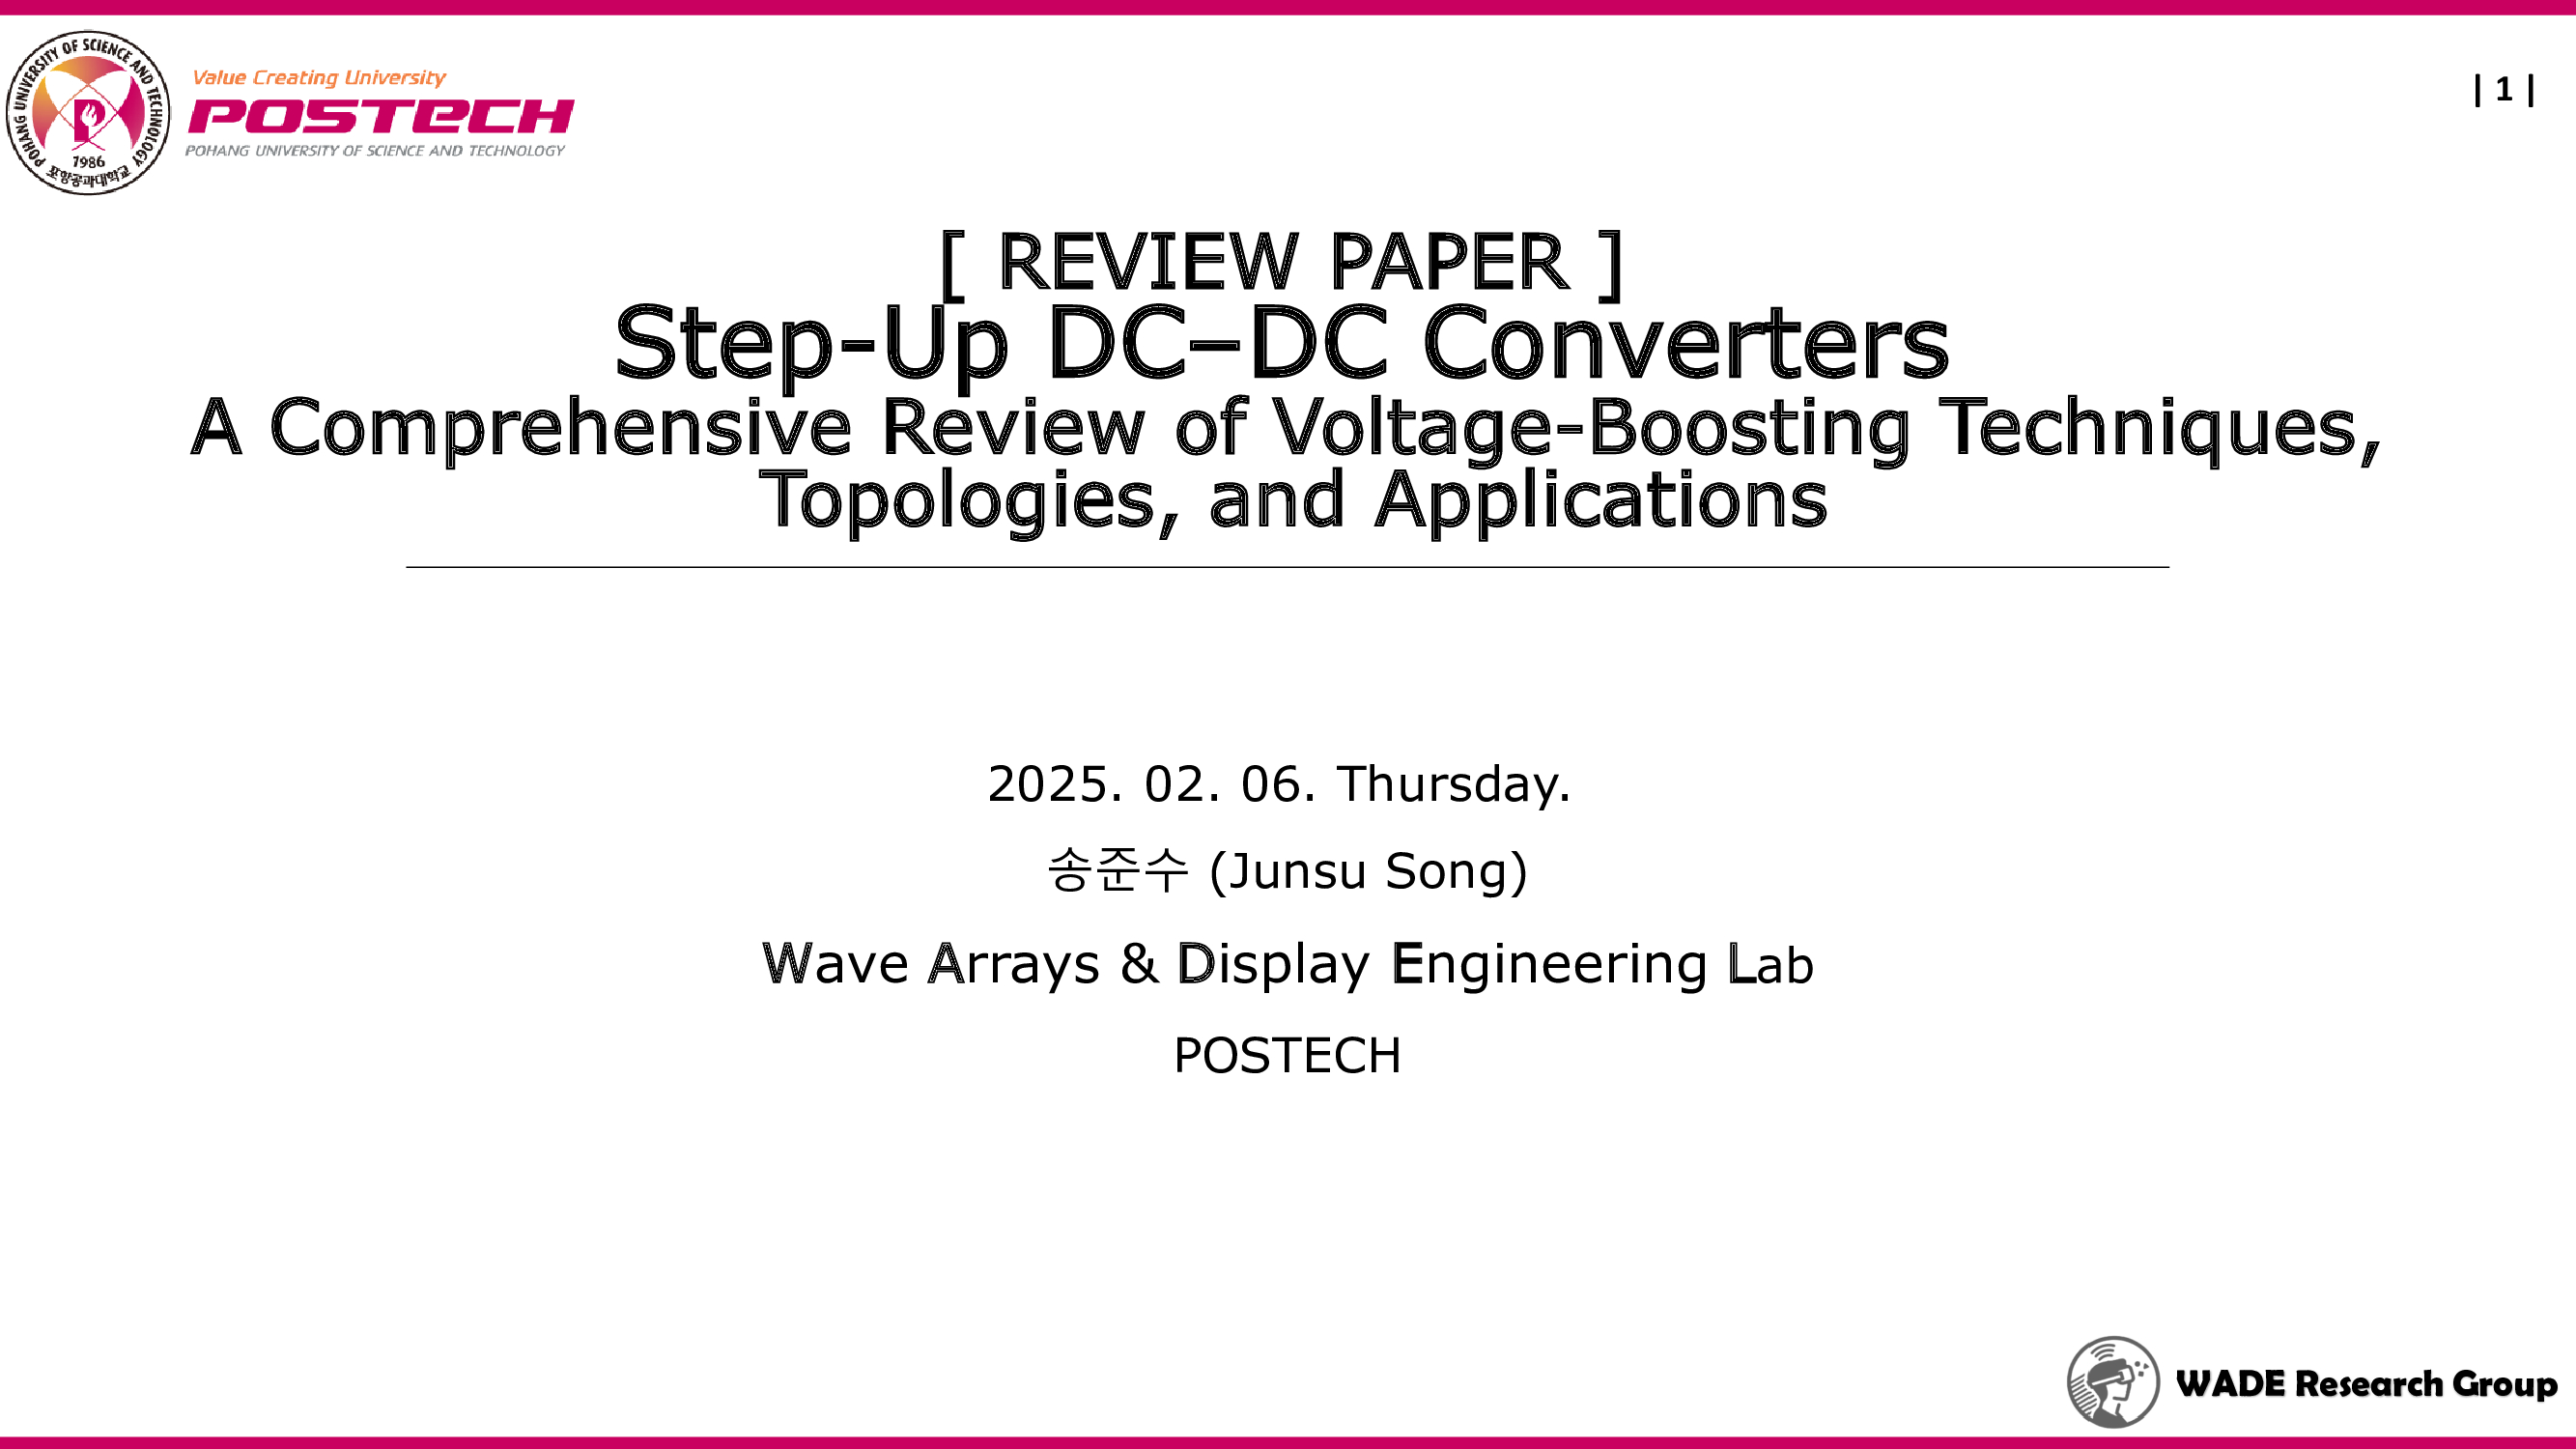 POHANG UNIVERSITY OF SCIENCE AND TECHNOLOGY
1986
포항공과대학교
Value Creating University
POSTECH
POHANG UNIVERSITY OF SCIENCE AND TECHNOLOGY
| 1 |
[ REVIEW PAPER ]
Step-Up DC–DC Converters
A Comprehensive Review of Voltage-Boosting Techniques,
Topologies, and Applications
2025. 02. 06. Thursday.
송준수 (Junsu Song)
Wave Arrays & Display Engineering Lab
POSTECH
WADE Research Group